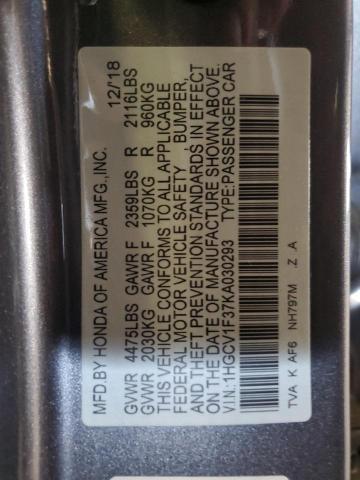 MFD.BY HONDA OF AMERICA MFG.,INC. 12/18
GVWR 4475LBS GAWR F 2359LBS R 2116LBS
GVWR 2030KG GAWR F 1070KG R 960KG
THIS VEHICLE CONFORMS TO ALL APPLICABLE
FEDERAL MOTOR VEHICLE SAFETY , BUMPER,
AND THEFT PREVENTION STANDARDS IN EFFECT
ON THE DATE OF MANUFACTURE SHOWN ABOVE.
V.I.N.:1HGCV1F37KA030293 TYPE:PASSENGER CAR
TVA K AF6 NH797M .Z .A